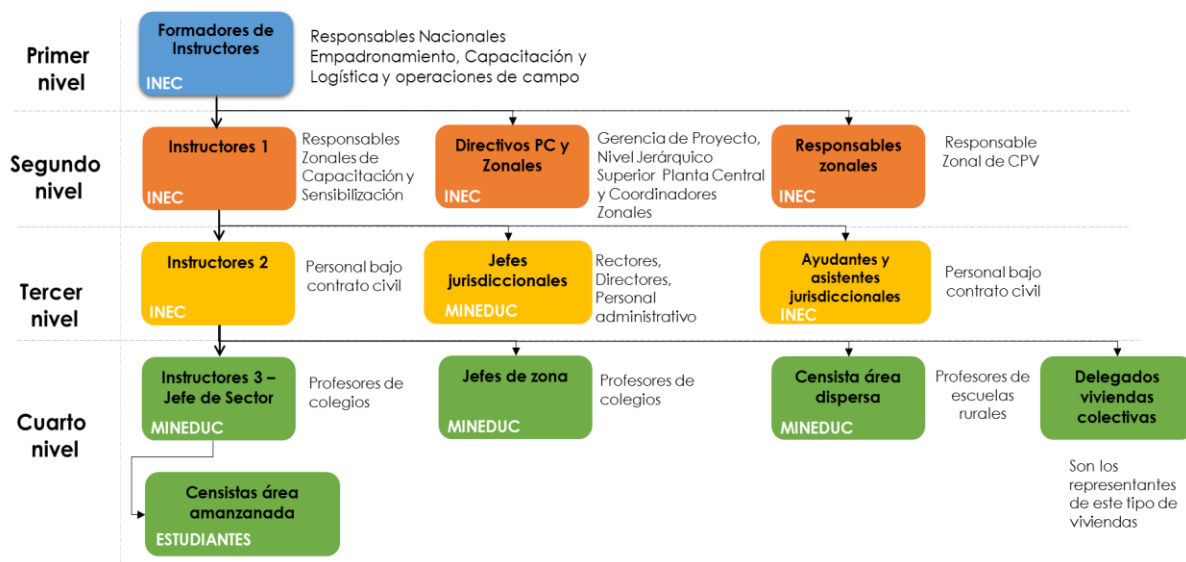 Primer
nivel
Formadores de
Instructores
INEC
Responsables Nacionales
Empadronamiento, Capacitación y
Logística y operaciones de campo
Segundo
nivel
Instructores 1
INEC
Responsables
Zonales de
Capacitación y
Sensibilización
Directivos PC y
Zonales
INEC
Gerencia de Proyecto,
Nivel Jerárquico
Superior Planta Central
y Coordinadores
Zonales
Responsables
zonales
INEC
Responsable
Zonal de CPV
Tercer
nivel
Instructores 2
INEC
Personal bajo
contrato civil
Jefes
jurisdiccionales
MINEDUC
Rectores,
Directores,
Personal
administrativo
Ayudantes y
asistentes
jurisdiccionales
INEC
Personal bajo
contrato civil
Cuarto
nivel
Instructores 3 –
Jefe de Sector
MINEDUC
Profesores de
colegios
Jefes de zona
MINEDUC
Profesores de
colegios
Censista área
dispersa
MINEDUC
Profesores de
escuelas
rurales
Delegados
viviendas
colectivas
Son los
representantes
de este tipo de
viviendas
Censistas área
amanzanada
ESTUDIANTES